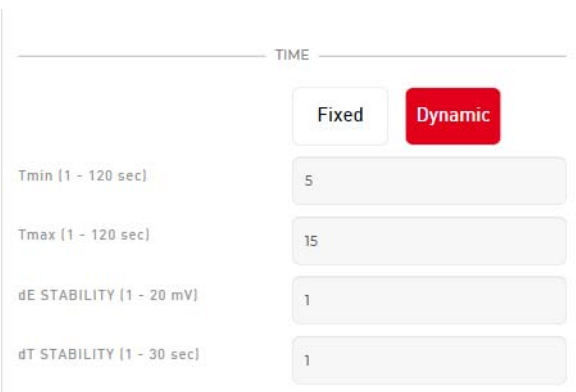 TIME
Fixed Dynamic
Tmin (1 - 120 sec) 5
Tmax (1 - 120 sec) 15
dE STABILITY (1 - 20 mV) 1
dT STABILITY (1 - 30 sec) 1